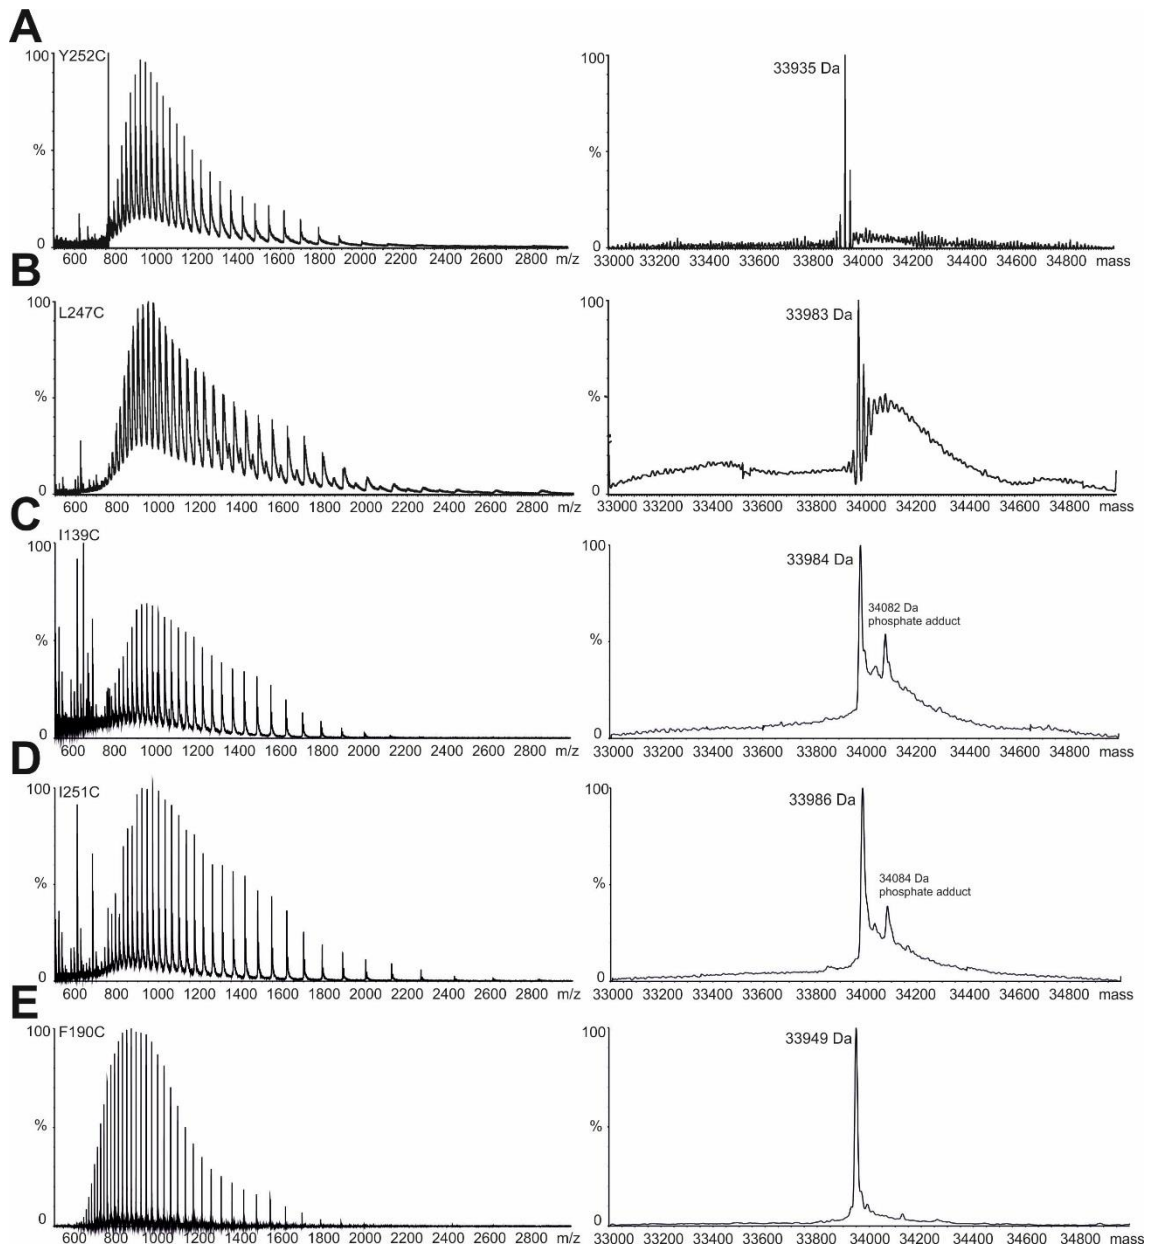 A
100
Y252C
%
0
600 800 1000 1200 1400 1600 1800 2000 2200 2400 2600 2800 m/z
100
33935 Da
%
0
33000 33200 33400 33600 33800 34000 34200 34400 34600 34800 mass
B
100
L247C
%
0
600 800 1000 1200 1400 1600 1800 2000 2200 2400 2600 2800 m/z
100
33983 Da
%
0
33000 33200 33400 33600 33800 34000 34200 34400 34600 34800 mass
C
100
I139C
%
0
600 800 1000 1200 1400 1600 1800 2000 2200 2400 2600 2800 m/z
100
33984 Da
34082 Da
phosphate adduct
%
0
33000 33200 33400 33600 33800 34000 34200 34400 34600 34800 mass
D
100
I251C
%
0
600 800 1000 1200 1400 1600 1800 2000 2200 2400 2600 2800 m/z
100
33986 Da
34084 Da
phosphate adduct
%
0
33000 33200 33400 33600 33800 34000 34200 34400 34600 34800 mass
E
100
F190C
%
0
600 800 1000 1200 1400 1600 1800 2000 2200 2400 2600 2800 m/z
100
33949 Da
%
0
33000 33200 33400 33600 33800 34000 34200 34400 34600 34800 mass